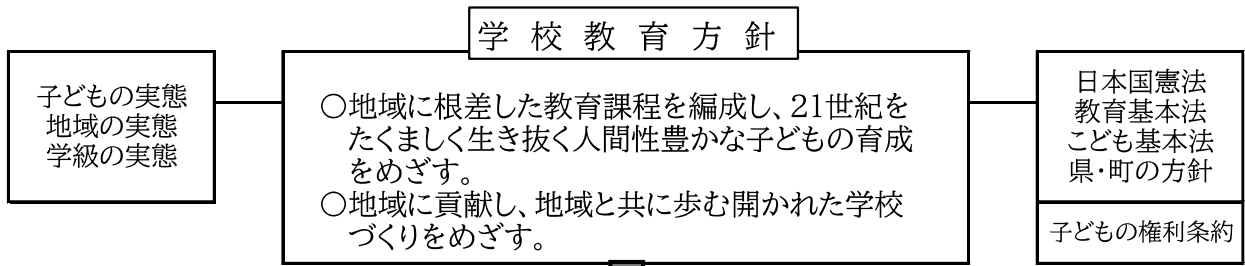 学校教育方針
子どもの実態
地域の実態
学級の実態
○地域に根差した教育課程を編成し、21世紀を
たくましく生き抜く人間性豊かな子どもの育成
をめざす。
○地域に貢献し、地域と共に歩む開かれた学校
づくりをめざす。
日本国憲法
教育基本法
こども基本法
県・町の方針
子どもの権利条約